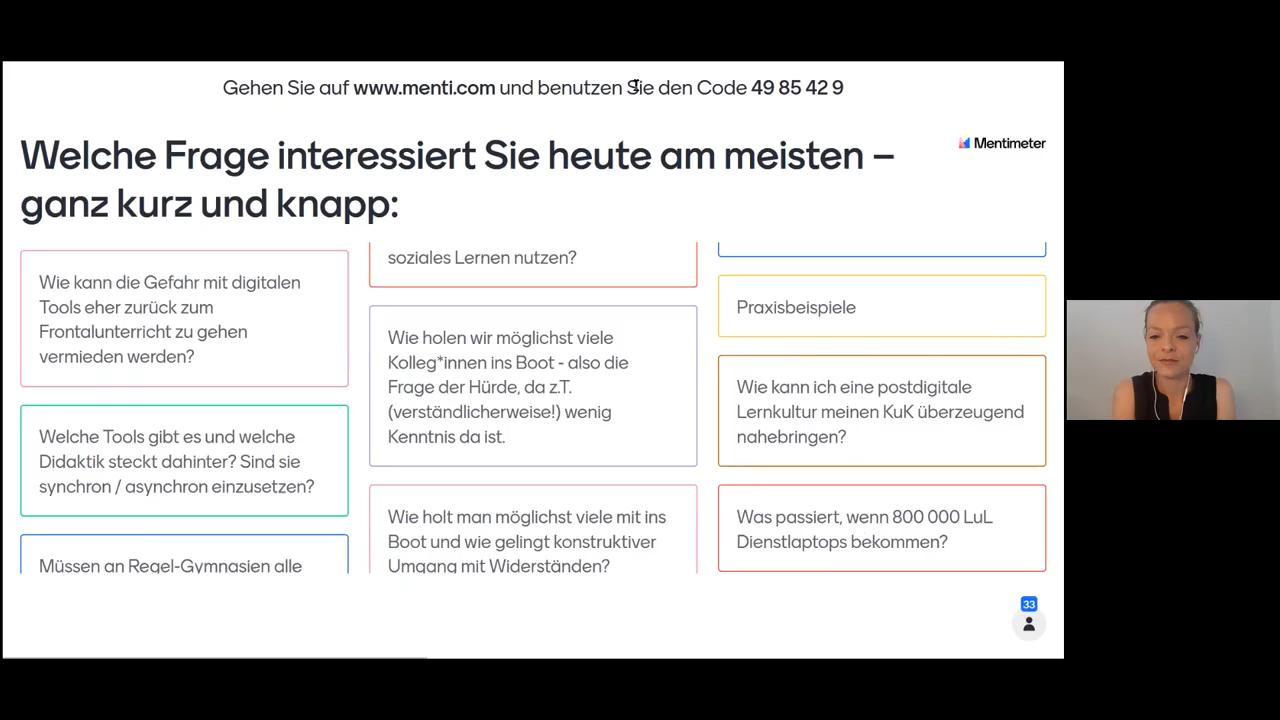 Gehen Sie auf www.menti.com und benutzen Sie den Code 49 85 42 9
Welche Frage interessiert Sie heute am meisten –
ganz kurz und knapp:
Mentimeter
Wie kann die Gefahr mit digitalen
Tools eher zurück zum
Frontalunterricht zu gehen
vermieden werden?
Welche Tools gibt es und welche
Didaktik steckt dahinter? Sind sie
synchron / asynchron einzusetzen?
Müssen an Regel-Gymnasien alle
soziales Lernen nutzen?
Wie holen wir möglichst viele
Kolleg*innen ins Boot - also die
Frage der Hürde, da z.T.
(verständlicherweise!) wenig
Kenntnis da ist.
Wie holt man möglichst viele mit ins
Boot und wie gelingt konstruktiver
Umgang mit Widerständen?
Praxisbeispiele
Wie kann ich eine postdigitale
Lernkultur meinen KuK überzeugend
nahebringen?
Was passiert, wenn 800 000 LuL
Dienstlaptops bekommen?
33